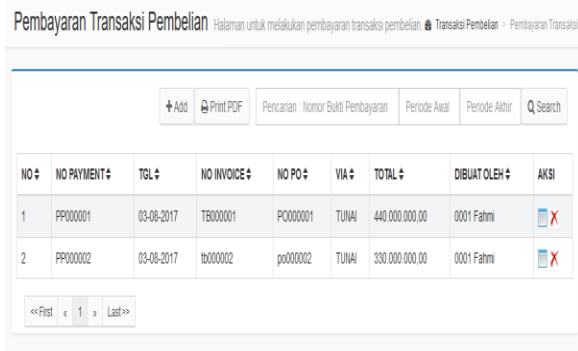 Pembayaran Transaksi Pembelian Halaman untuk melakukan pembayaran transaksi pembelian. Transaksi Pembelian > Pembayaran Transaksi
+ Add Print PDF Pencarian : Nomor Bukti Pembayaran Periode Awal Periode Akhir Search
NO NO PAYMENT TGL NO INVOICE NO PO VIA TOTAL DIBUAT OLEH AKSI
1 PP000001 03-08-2017 TB000001 PO000001 TUNAI 440.000.000,00 0001 Fahmi
2 PP000002 03-08-2017 tb000002 po000002 TUNAI 330.000.000,00 0001 Fahmi
<< First « 1 » Last >>